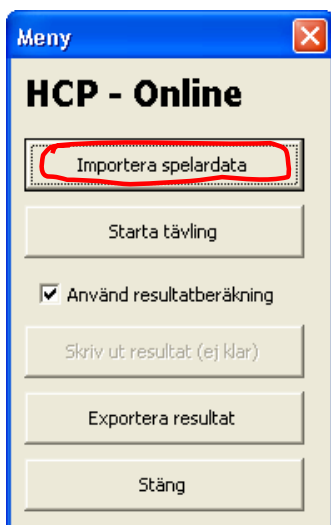 Meny
HCP - Online
Importera spelardata
Starta tävling
Använd resultatberäkning
Skriv ut resultat (ej klar)
Exportera resultat
Stäng